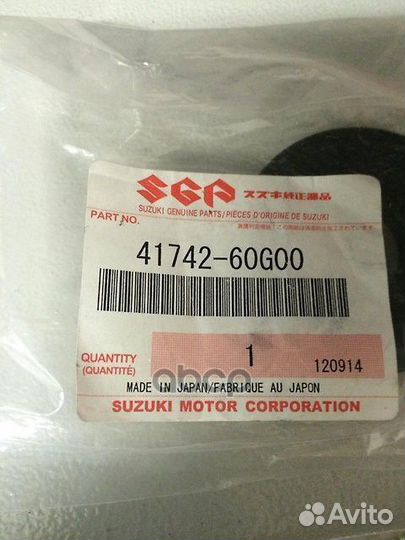 SGP スズキ純正部品
SUZUKI GENUINE PARTS/PIÈCES D'ORIGINE DE SUZUKI
PART NO.
41742-60G00
QUANTITY
(QUANTITÉ)
1
120914
MADE IN JAPAN/FABRIQUE AU JAPON
SUZUKI MOTOR CORPORATION
Avito